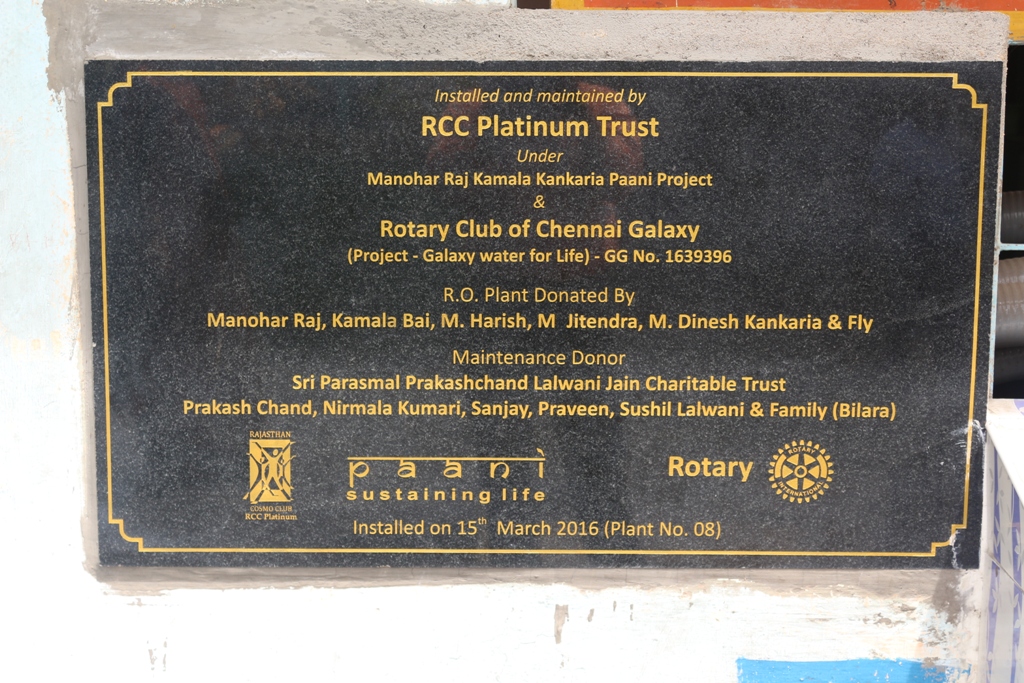 Installed and maintained by
RCC Platinum Trust
Under
Manohar Raj Kamala Kankaria Paani Project
&
Rotary Club of Chennai Galaxy
(Project - Galaxy water for Life) - GG No. 1639396
R.O. Plant Donated By
Manohar Raj, Kamala Bai, M. Harish, M Jitendra, M. Dinesh Kankaria & Fly
Maintenance Donor
Sri Parasmal Prakashchand Lalwani Jain Charitable Trust
Prakash Chand, Nirmala Kumari, Sanjay, Praveen, Sushil Lalwani & Family (Bilara)
RAJASTHAN
COSMO CLUB
RCC Platinum
paani
sustaining life
Rotary
ROTARY
INTERNATIONAL
Installed on 15th March 2016 (Plant No. 08)